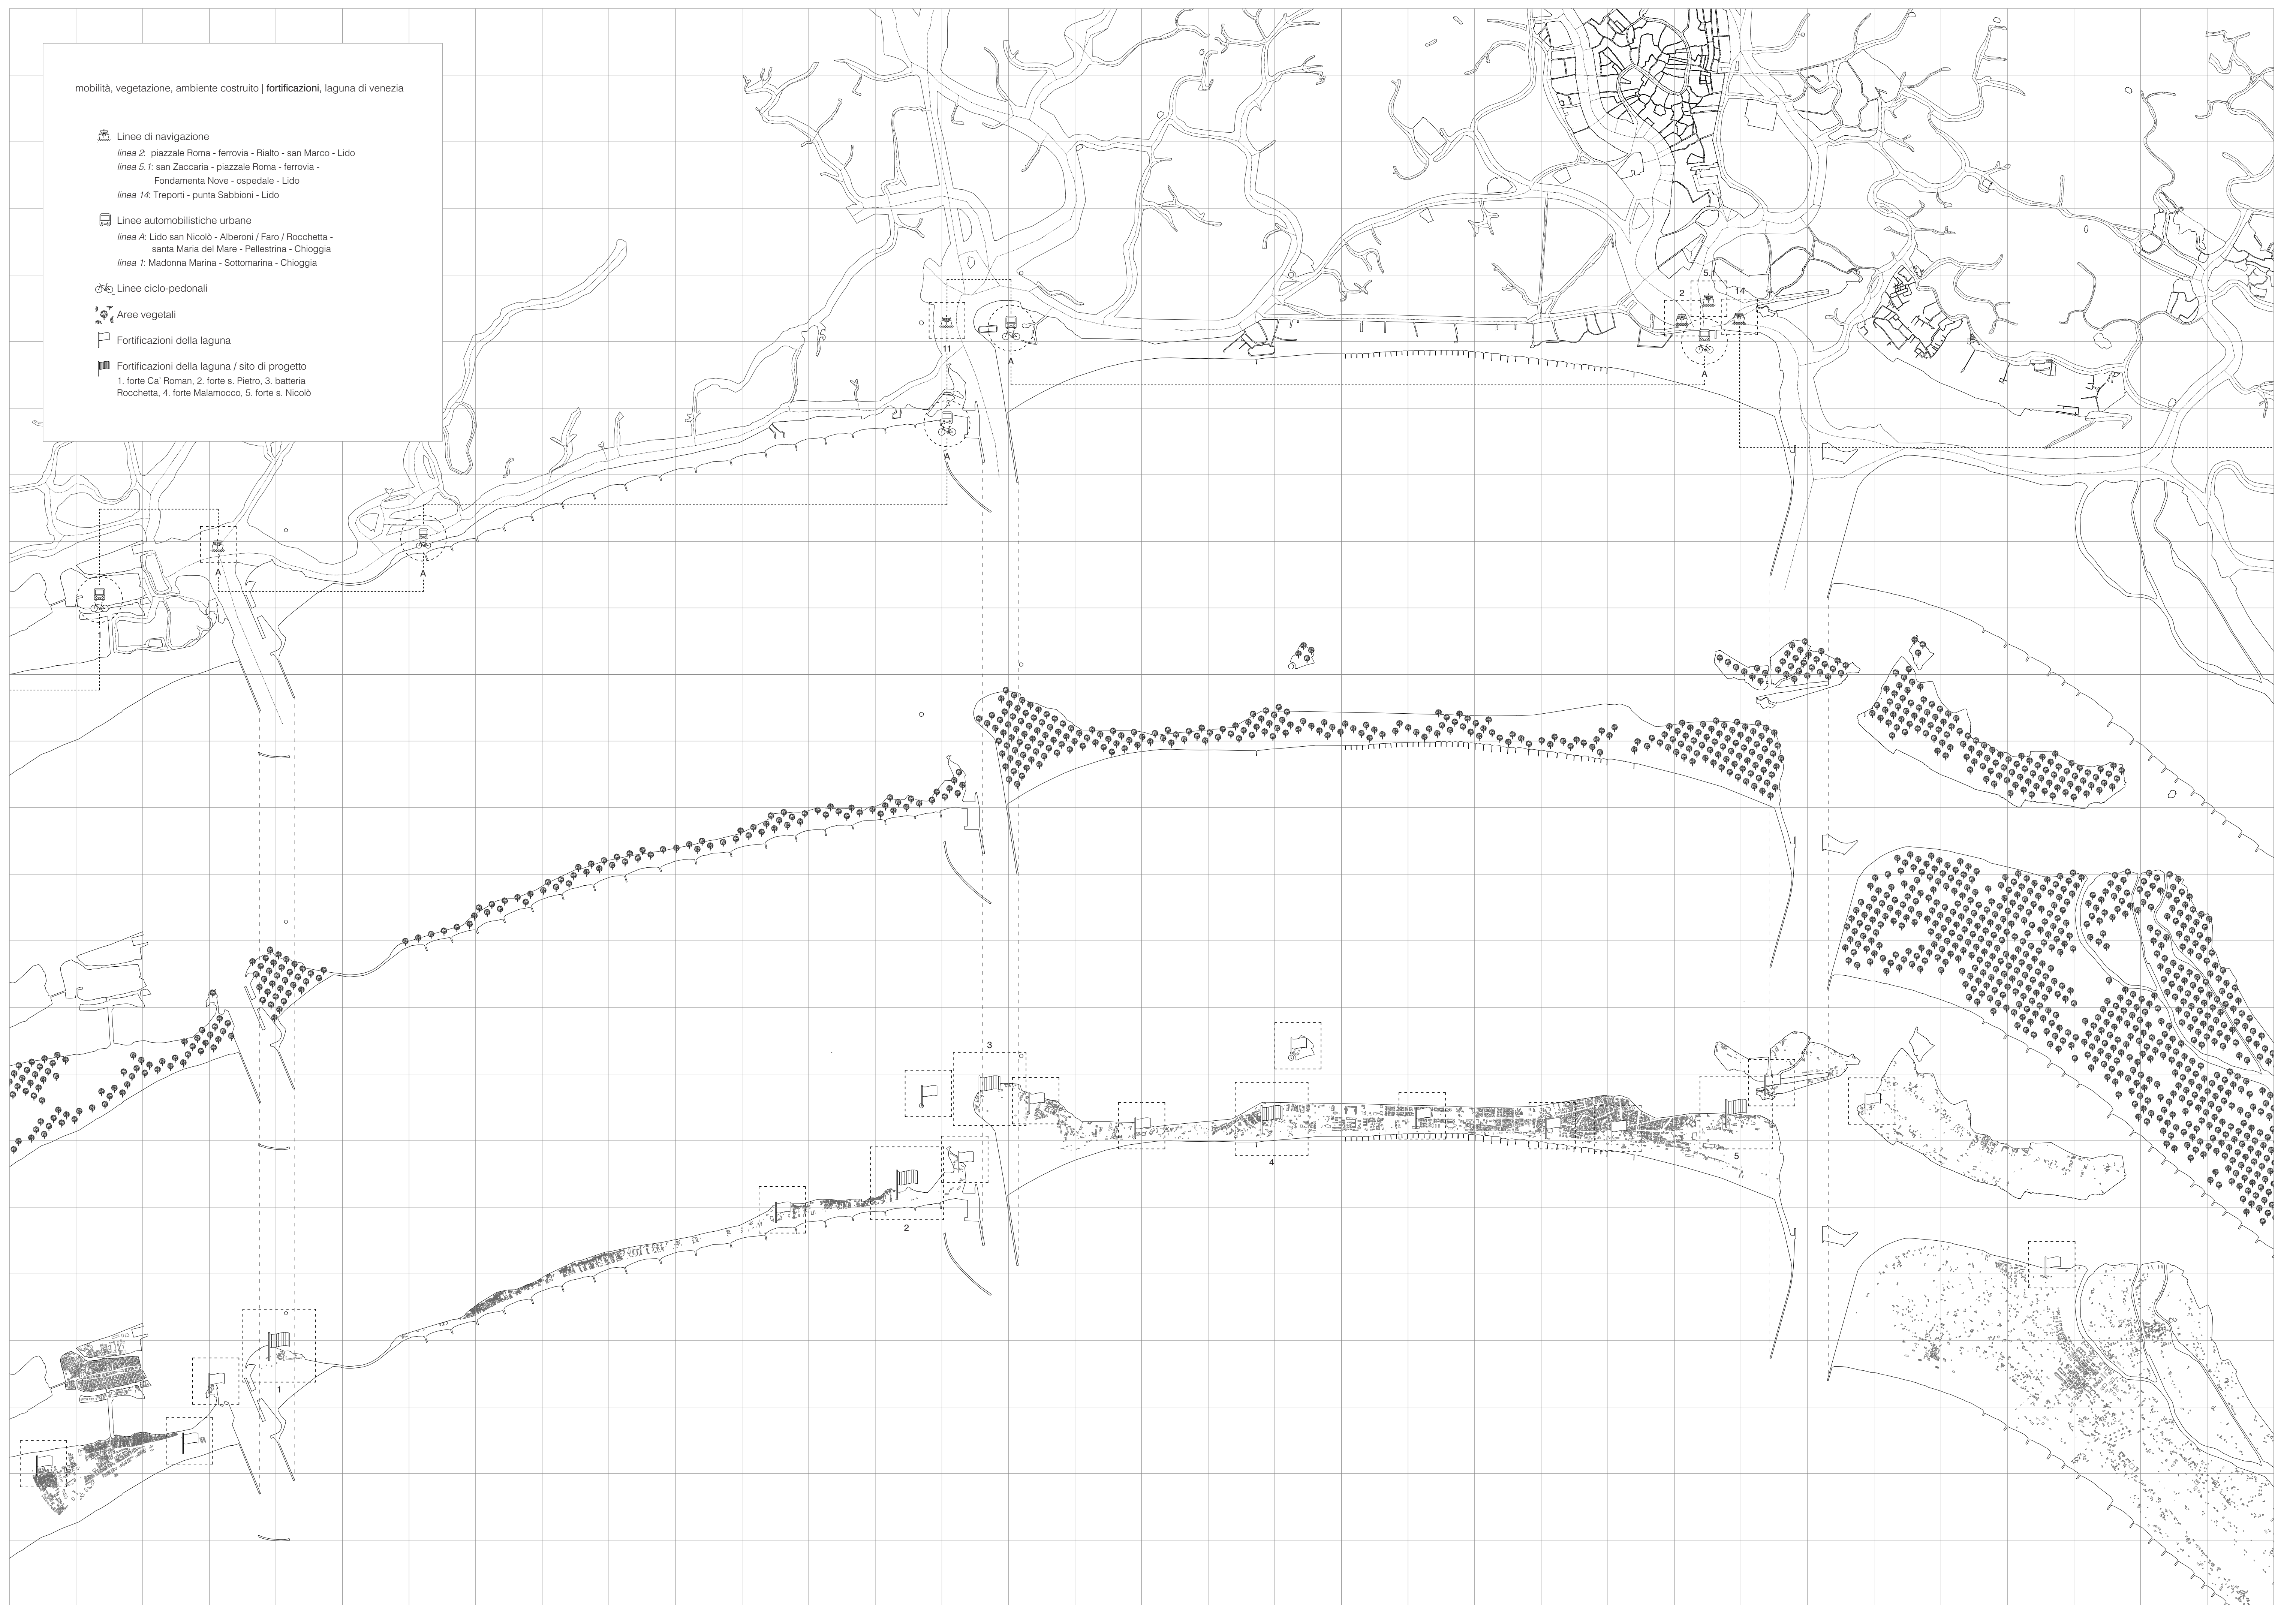 mobilità, vegetazione, ambiente costruito | fortificazioni, laguna di venezia
Linee di navigazione
linea 2: piazzale Roma - ferrovia - Rialto - san Marco - Lido
linea 5.1: san Zaccaria - piazzale Roma - ferrovia -
Fondamenta Nove - ospedale - Lido
linea 14: Treporti - punta Sabbioni - Lido
Linee automobilistiche urbane
linea A: Lido san Nicolò - Alberoni / Faro / Rocchetta -
santa Maria del Mare - Pellestrina - Chioggia
linea 1: Madonna Marina - Sottomarina - Chioggia
Linee ciclo-pedonali
Aree vegetali
Fortificazioni della laguna
Fortificazioni della laguna / sito di progetto
1. forte Ca' Roman, 2. forte s. Pietro, 3. batteria
Rocchetta, 4. forte Malamocco, 5. forte s. Nicolò
5.1
2
14
11
A
A
A
A
A
1
3
4
5
2
1